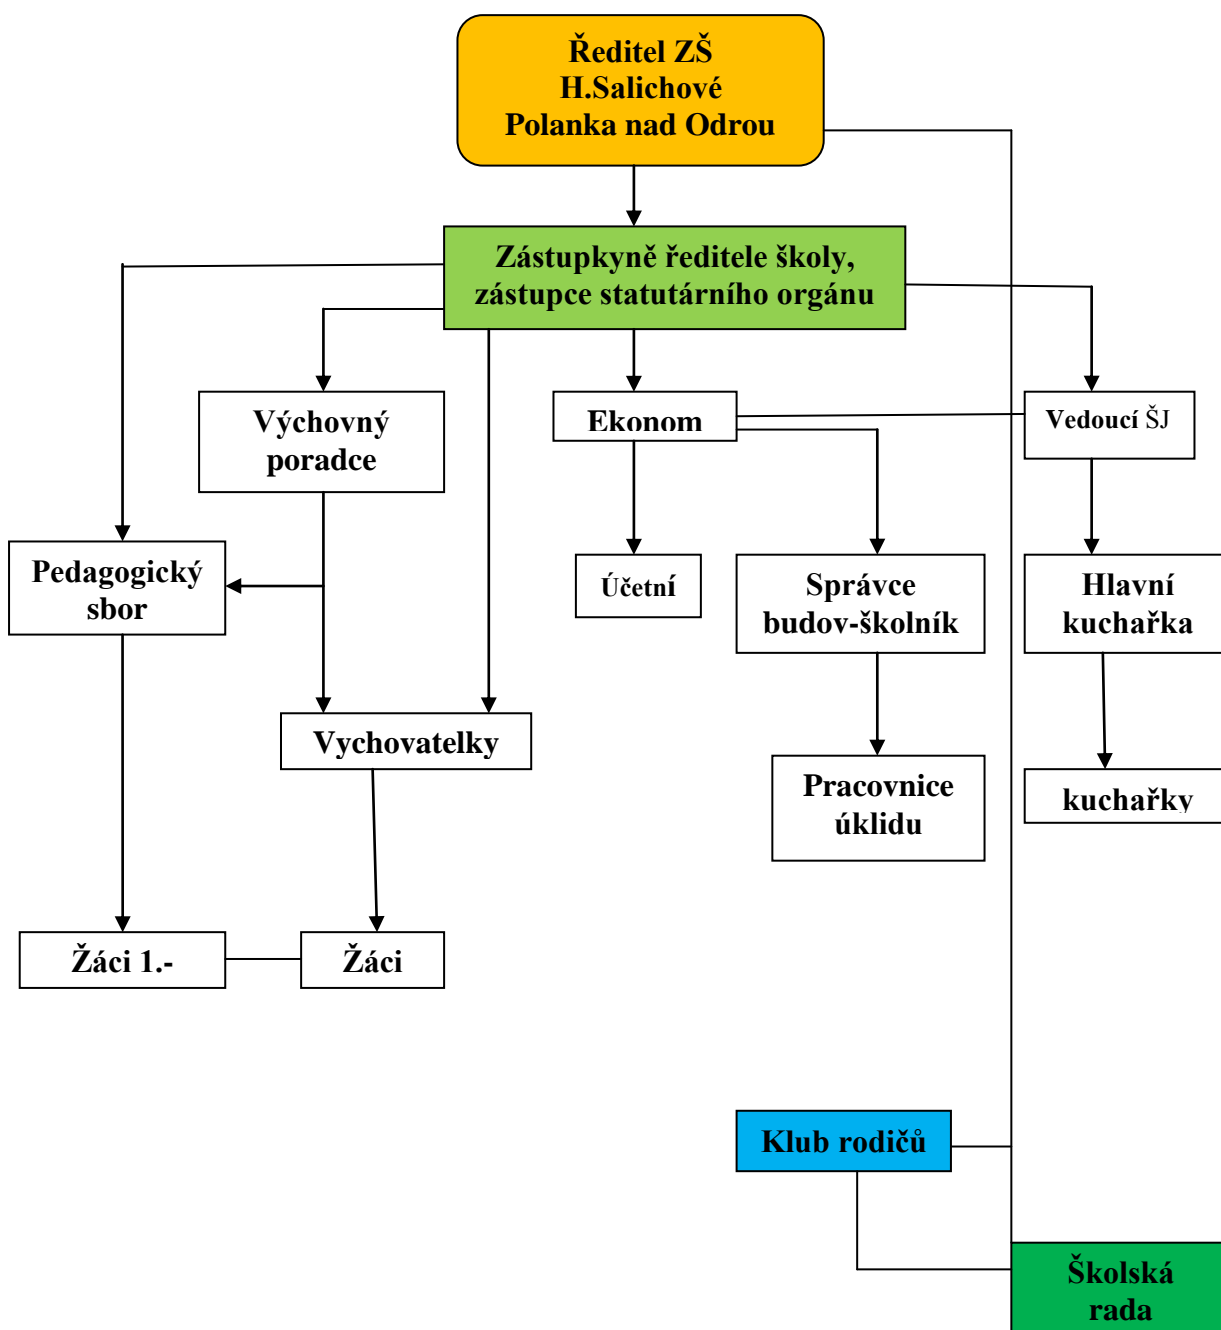 Ředitel ZŠ
H.Salichové
Polanka nad Odrou
Zástupkyně ředitele školy,
zástupce statutárního orgánu
Výchovný
poradce
Ekonom
Vedoucí ŠJ
Pedagogický
sbor
Účetní
Správce
budov-školník
Hlavní
kuchařka
Vychovatelky
Pracovnice
úklidu
kuchařky
Žáci 1.-
Žáci
Klub rodičů
Školská
rada